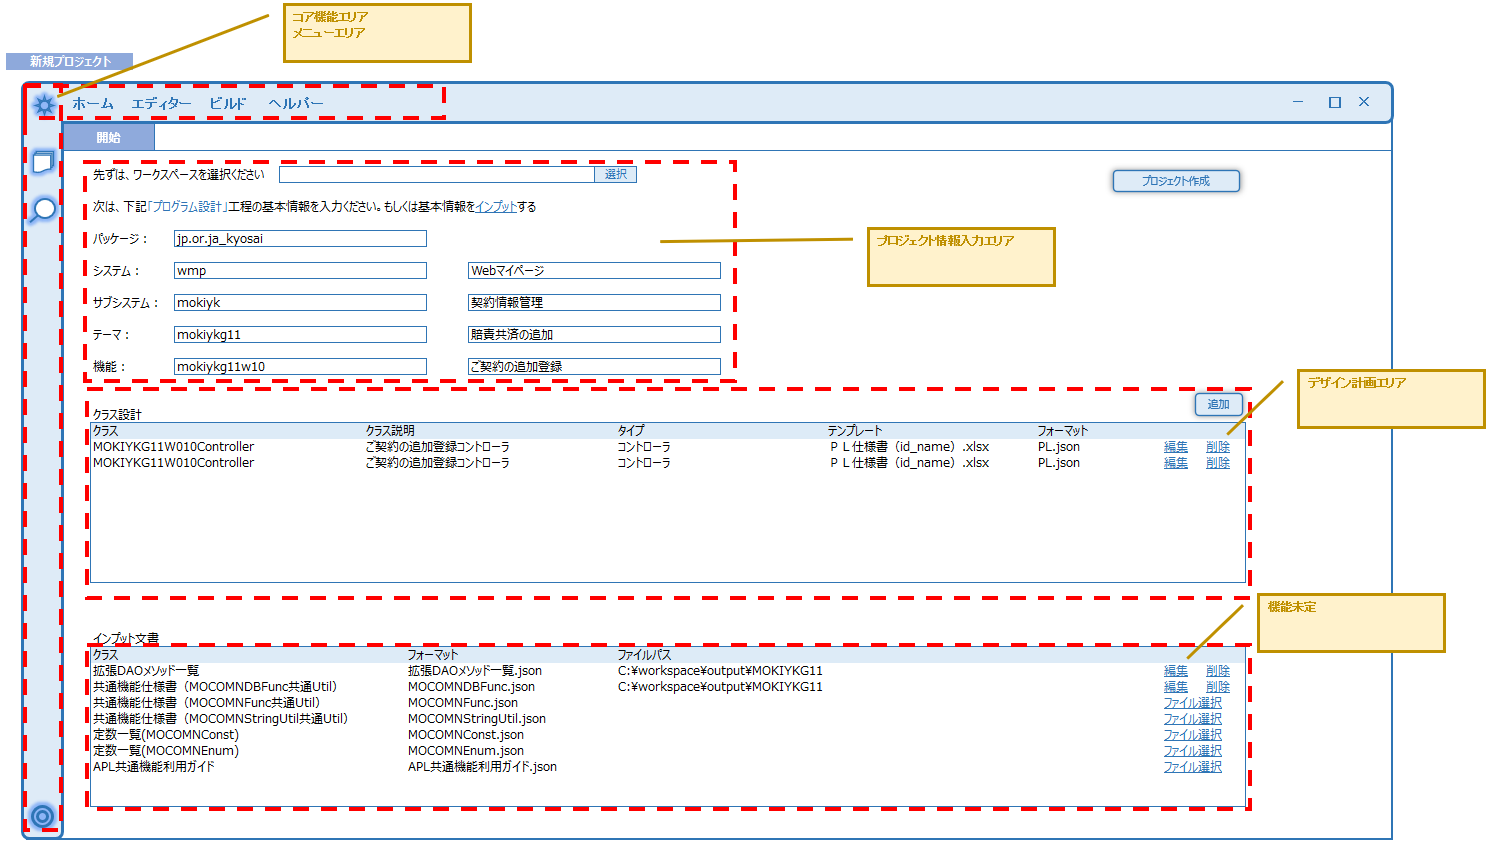 コア機能エリア
メニューエリア
新規プロジェクト
ホーム エディター ビルド ヘルパー
開始
先ずは、ワークスペースを選択ください 選択
プロジェクト作成
次は、下記「プログラム設計」工程の基本情報を入力ください。もしくは基本情報をインプットする
プロジェクト情報入力エリア
パッケージ： jp.or.ja_kyosai
システム： wmp Webマイページ
サブシステム： mokiyk 契約情報管理
テーマ： mokiykg11 賠責共済の追加
機能： mokiykg11w10 ご契約の追加登録
デザイン計画エリア
追加
クラス設計
クラス クラス説明 タイプ テンプレート フォーマット
MOKIYKG11W010Controller ご契約の追加登録コントローラ コントローラ ＰＬ仕様書（id_name）.xlsx PL.json 編集 削除
MOKIYKG11W010Controller ご契約の追加登録コントローラ コントローラ ＰＬ仕様書（id_name）.xlsx PL.json 編集 削除
機能未定
インプット文書
クラス フォーマット ファイルパス
拡張DAOメソッド一覧 拡張DAOメソッド一覧.json C:¥workspace¥output¥MOKIYKG11 編集 削除
共通機能仕様書（MOCOMNDBFunc共通Util） MOCOMNDBFunc.json C:¥workspace¥output¥MOKIYKG11 編集 削除
共通機能仕様書（MOCOMNFunc共通Util） MOCOMNFunc.json ファイル選択
共通機能仕様書（MOCOMNStringUtil共通Util） MOCOMNStringUtil.json ファイル選択
定数一覧(MOCOMNConst) MOCOMNConst.json ファイル選択
定数一覧(MOCOMNEnum) MOCOMNEnum.json ファイル選択
APL共通機能利用ガイド APL共通機能利用ガイド.json ファイル選択